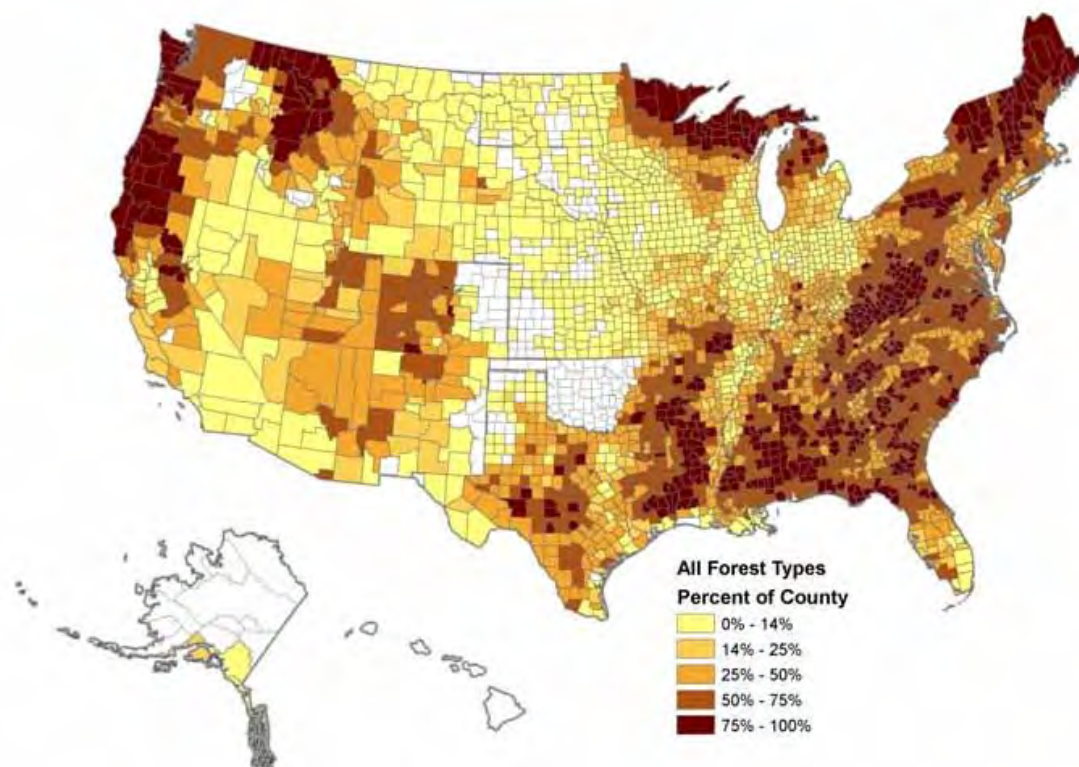 All Forest Types
Percent of County
0% - 14%
14% - 25%
25% - 50%
50% - 75%
75% - 100%